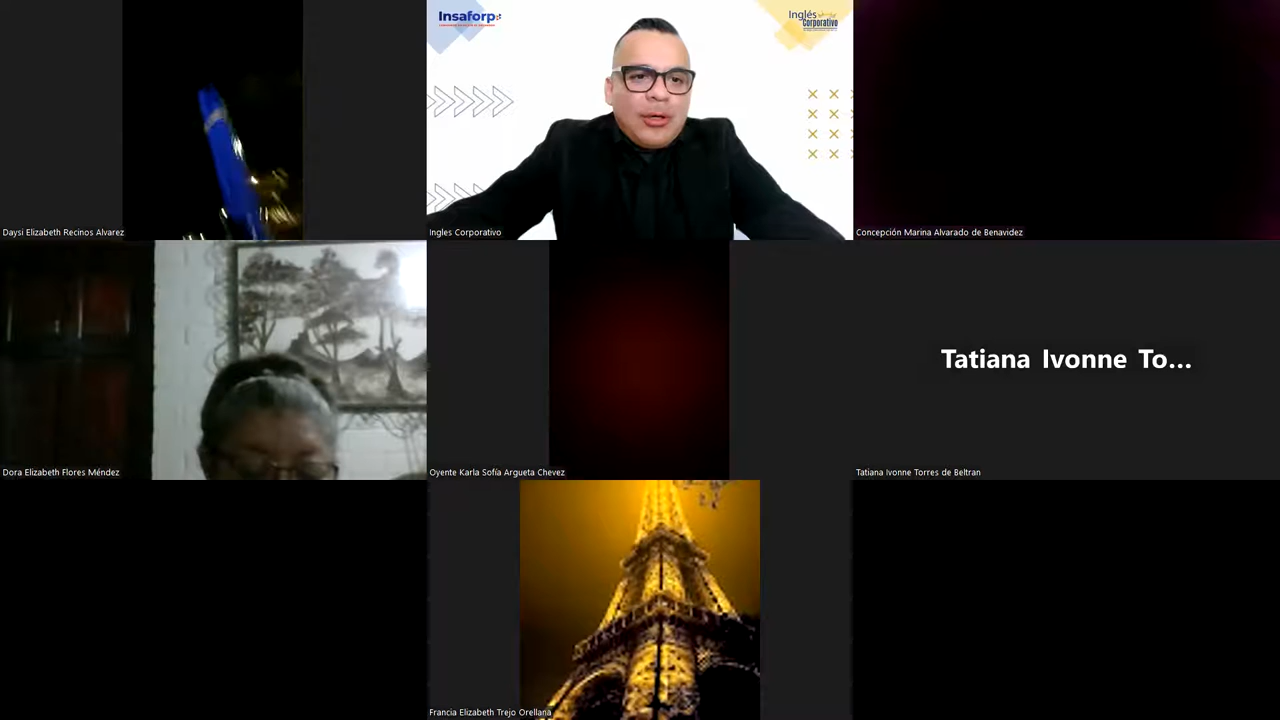 Insaforp
Inglés
Corporativo
Daysi Elizabeth Recinos Alvarez
Ingles Corporativo
Concepción Marina Alvarado de Benavidez
Tatiana Ivonne To...
Dora Elizabeth Flores Méndez
Oyente Karla Sofía Argueta Chevez
Tatiana Ivonne Torres de Beltran
Francia Elizabeth Trejo Orellana